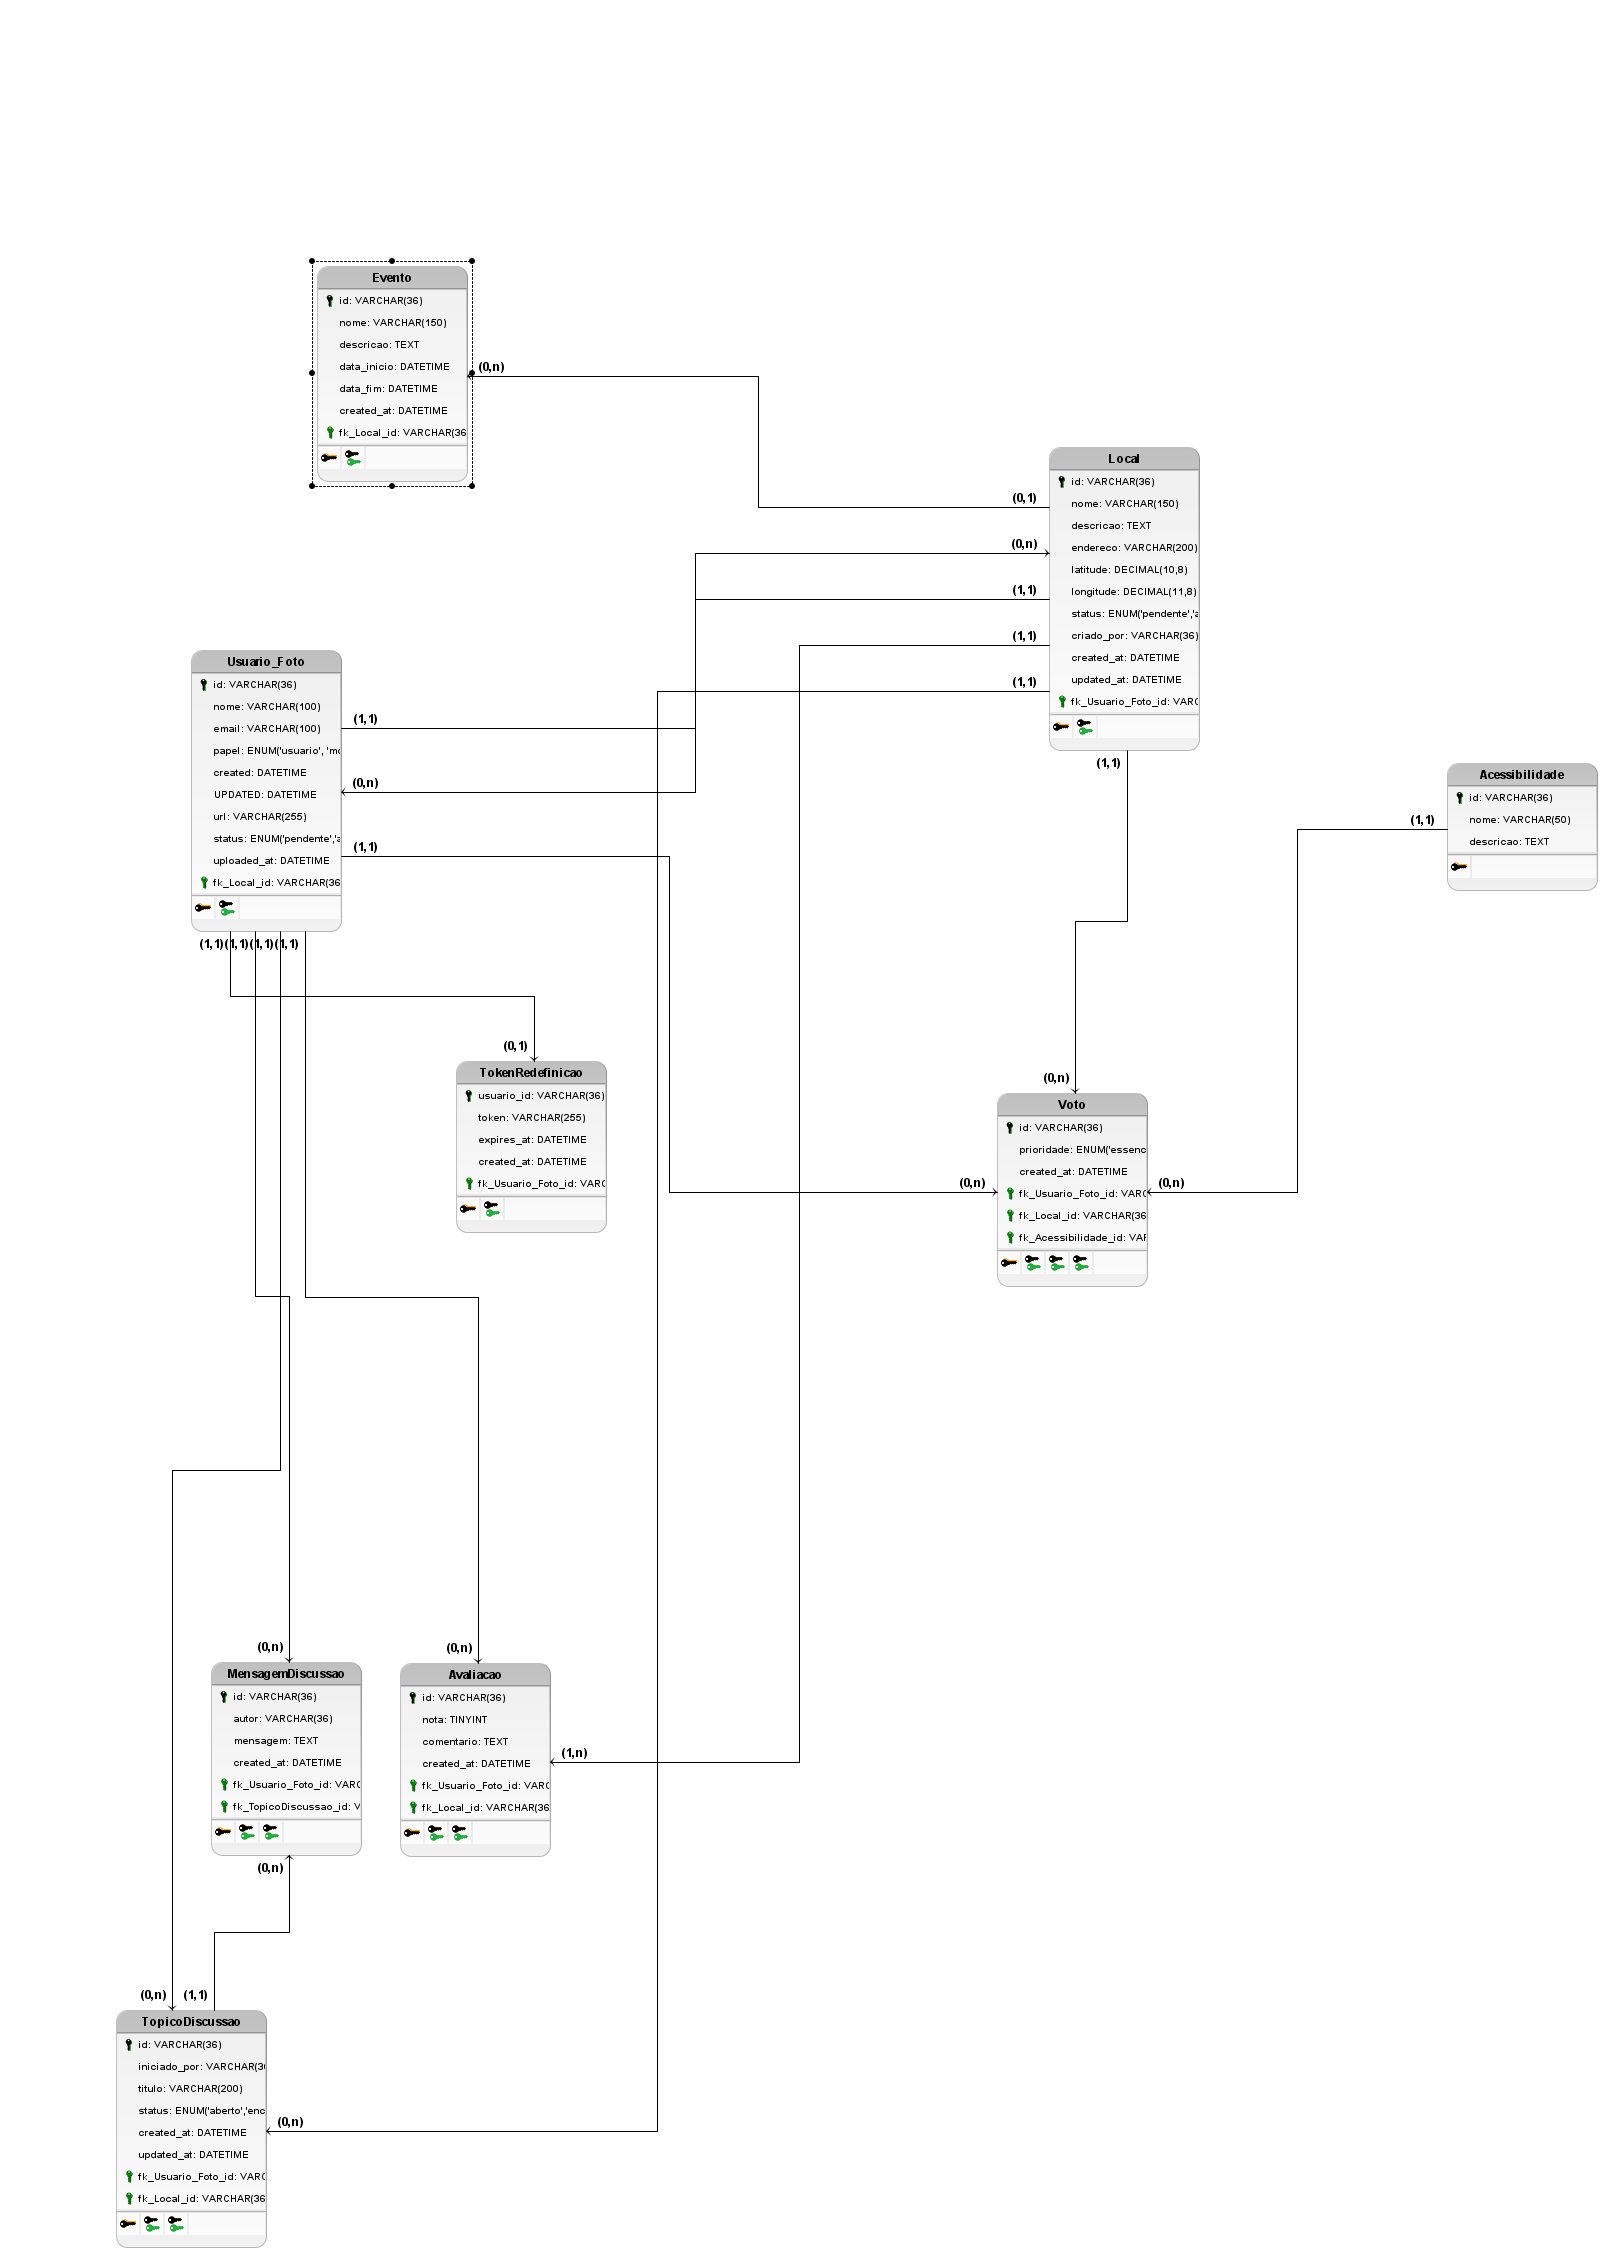 Evento
id: VARCHAR(36)
nome: VARCHAR(150)
descricao: TEXT
data_inicio: DATETIME
data_fim: DATETIME
created_at: DATETIME
fk_Local_id: VARCHAR(36
(0,n)
Local
id: VARCHAR(36)
nome: VARCHAR(150)
descricao: TEXT
endereco: VARCHAR(200)
latitude: DECIMAL(10,8)
longitude: DECIMAL(11,8)
status: ENUM('pendente','a
criado_por: VARCHAR(36)
created_at: DATETIME
updated_at: DATETIME
fk_Usuario_Foto_id: VARC
(0,1)
(0,n)
(1,1)
(1,1)
(1,1)
(1,1)
Usuario_Foto
id: VARCHAR(36)
nome: VARCHAR(100)
email: VARCHAR(100)
papel: ENUM('usuario', 'mo
created: DATETIME
UPDATED: DATETIME
url: VARCHAR(255)
status: ENUM('pendente','a
uploaded_at: DATETIME
fk_Local_id: VARCHAR(36
(1,1)
(0,n)
(1,1)
(1,1)(1,1)(1,1)(1,1)
Acessibilidade
id: VARCHAR(36)
nome: VARCHAR(50)
descricao: TEXT
(1,1)
(0,1)
TokenRedefinicao
usuario_id: VARCHAR(36)
token: VARCHAR(255)
expires_at: DATETIME
created_at: DATETIME
fk_Usuario_Foto_id: VARC
(0,n)
Voto
id: VARCHAR(36)
prioridade: ENUM('essenc
created_at: DATETIME
fk_Usuario_Foto_id: VARC
fk_Local_id: VARCHAR(36
fk_Acessibilidade_id: VAF
(0,n)
(0,n)
(0,n)
MensagemDiscussao
id: VARCHAR(36)
autor: VARCHAR(36)
mensagem: TEXT
created_at: DATETIME
fk_Usuario_Foto_id: VARC
fk_TopicoDiscussao_id: V
(0,n)
(0,n)
Avaliacao
id: VARCHAR(36)
nota: TINYINT
comentario: TEXT
created_at: DATETIME
fk_Usuario_Foto_id: VARC
fk_Local_id: VARCHAR(36
(1,n)
(0,n)
(1,1)
TopicoDiscussao
id: VARCHAR(36)
iniciado_por: VARCHAR(36
titulo: VARCHAR(200)
status: ENUM('aberto','enc
created_at: DATETIME
updated_at: DATETIME
fk_Usuario_Foto_id: VARC
fk_Local_id: VARCHAR(36
(0,n)